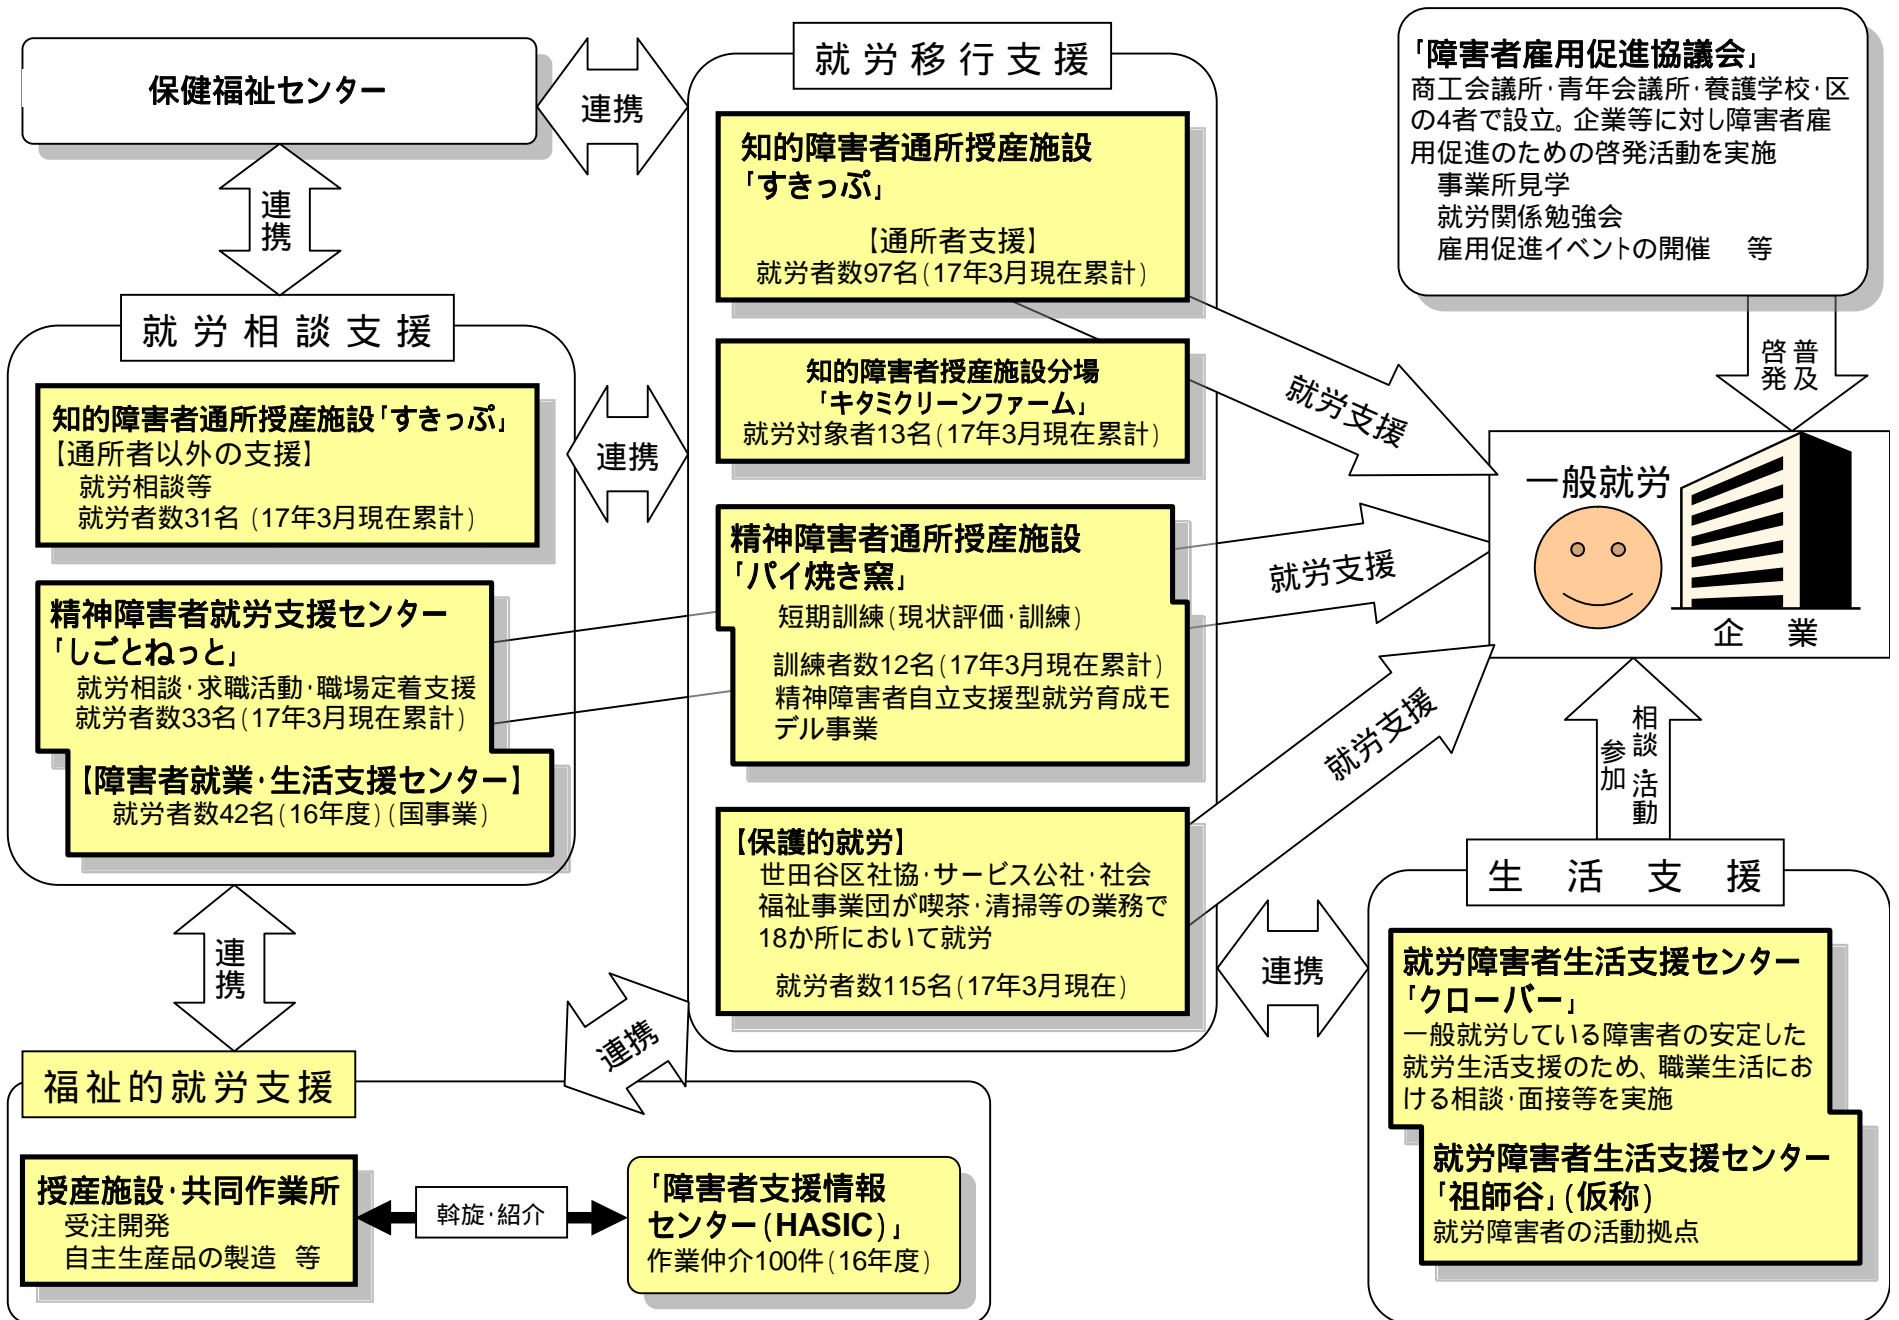 保健福祉センター
連携
連携
就労相談支援
知的障害者通所授産施設「すきっぷ」
【通所者以外の支援】
就労相談等
就労者数31名 (17年3月現在累計)
精神障害者就労支援センター
「しごとねっと」
就労相談・求職活動・職場定着支援
就労者数33名(17年3月現在累計)
【障害者就業・生活支援センター】
就労者数42名(16年度)(国事業)
連携
連携
就労移行支援
知的障害者通所授産施設
「すきっぷ」
【通所者支援】
就労者数97名(17年3月現在累計)
知的障害者授産施設分場
「キタミクリーンファーム」
就労対象者13名(17年3月現在累計)
精神障害者通所授産施設
「パイ焼き窯」
短期訓練(現状評価・訓練)
訓練者数12名(17年3月現在累計)
精神障害者自立支援型就労育成モ
デル事業
【保護的就労】
世田谷区社協・サービス公社・社会
福祉事業団が喫茶・清掃等の業務で
18か所において就労
就労者数115名(17年3月現在)
連携
連携
就労支援
就労支援
就労支援
「障害者雇用促進協議会」
商工会議所・青年会議所・養護学校・区
の4者で設立。企業等に対し障害者雇
用促進のための啓発活動を実施
事業所見学
就労関係勉強会
雇用促進イベントの開催 等
普及
啓発
一般就労
企 業
相談・活動
参加
生 活 支 援
就労障害者生活支援センター
「クローバー」
一般就労している障害者の安定した
就労生活支援のため、職業生活にお
ける相談・面接等を実施
就労障害者生活支援センター
「祖師谷」(仮称)
就労障害者の活動拠点
福祉的就労支援
授産施設・共同作業所
受注開発
自主生産品の製造 等
斡旋・紹介
「障害者支援情報
センター(HASIC)」
作業仲介100件(16年度)